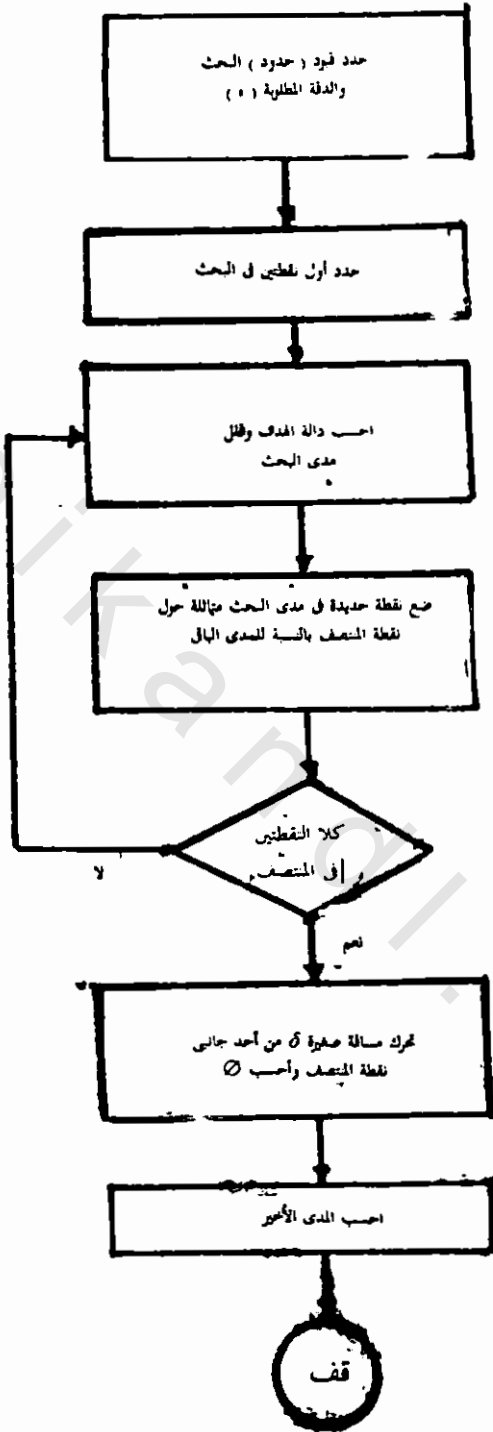 حدد قيود ( حدود ) البحث
والدقة المطلوبة ( ٥ )
حدد أول نقطتين فى البحث
احسب دالة الهدف وقلل
مدى البحث
ضع نقطة جديدة فى مدى البحث متماثلة حول
نقطة المنتصف بالنسبة للمدى الباقى
كلا النقطتين
فى المنتصف
لا
نعم
تحرك مسافة صغيرة δ من أحد جانبى
نقطة المنتصف وأحسب Ø
احسب المدى الأخير
قف